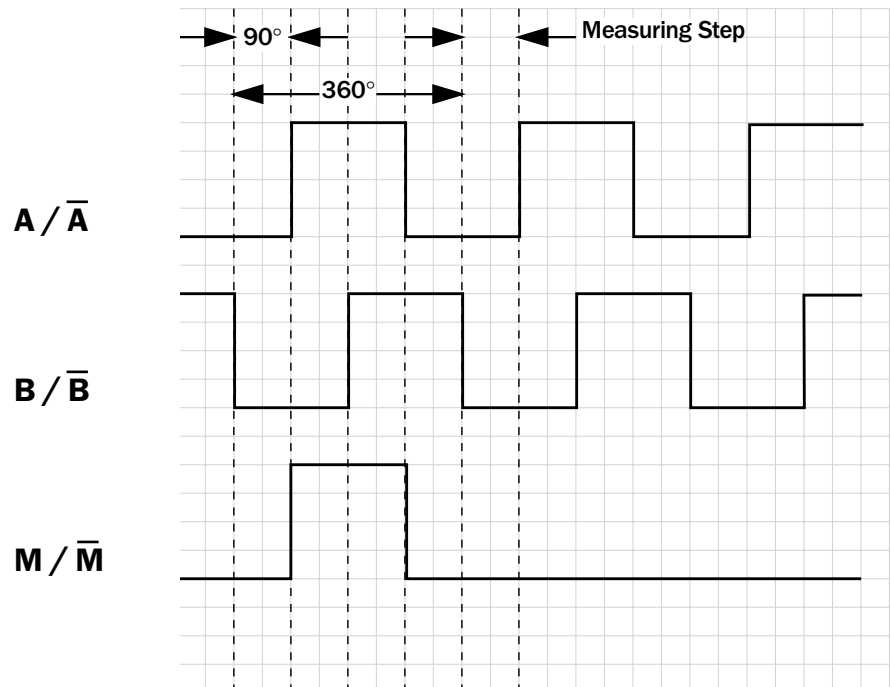 Measuring Step
90°
360°
A / A̅
B / B̅
M / M̅